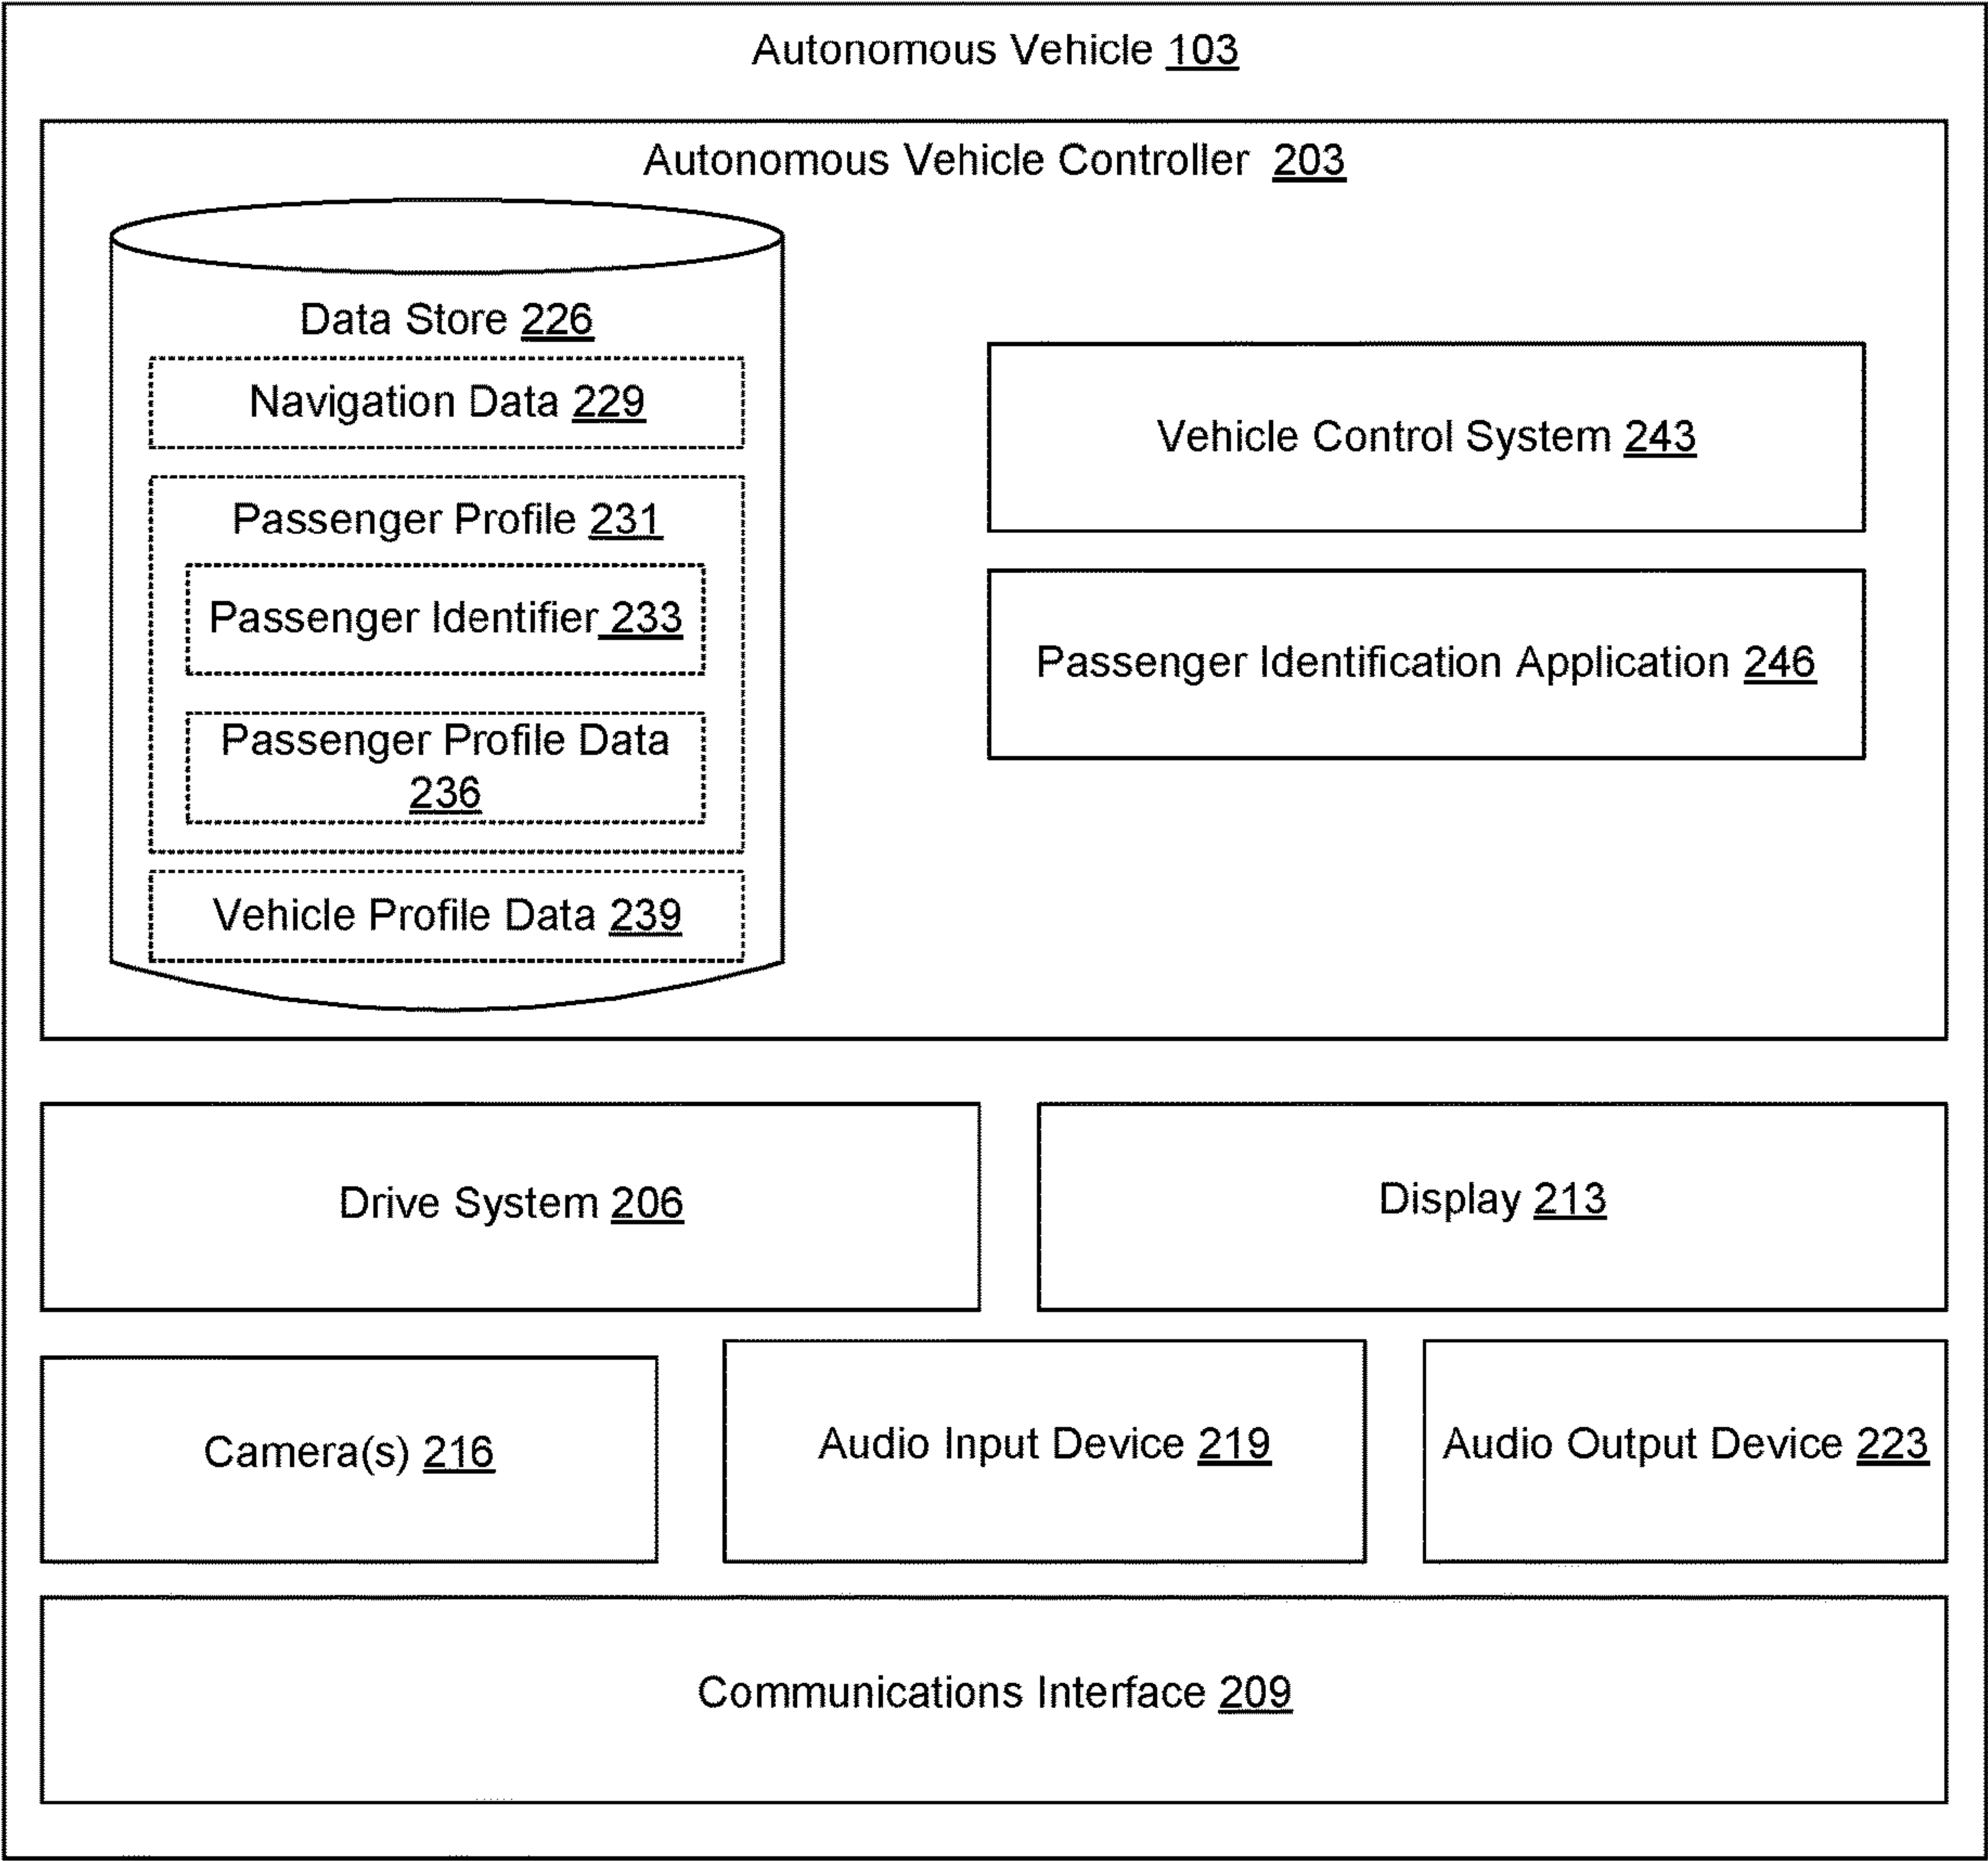 Autonomous Vehicle 103
Autonomous Vehicle Controller 203
Data Store 226
Navigation Data 229
Passenger Profile 231
Passenger Identifier 233
Passenger Profile Data
236
Vehicle Profile Data 239
Vehicle Control System 243
Passenger Identification Application 246
Drive System 206
Display 213
Camera(s) 216
Audio Input Device 219
Audio Output Device 223
Communications Interface 209